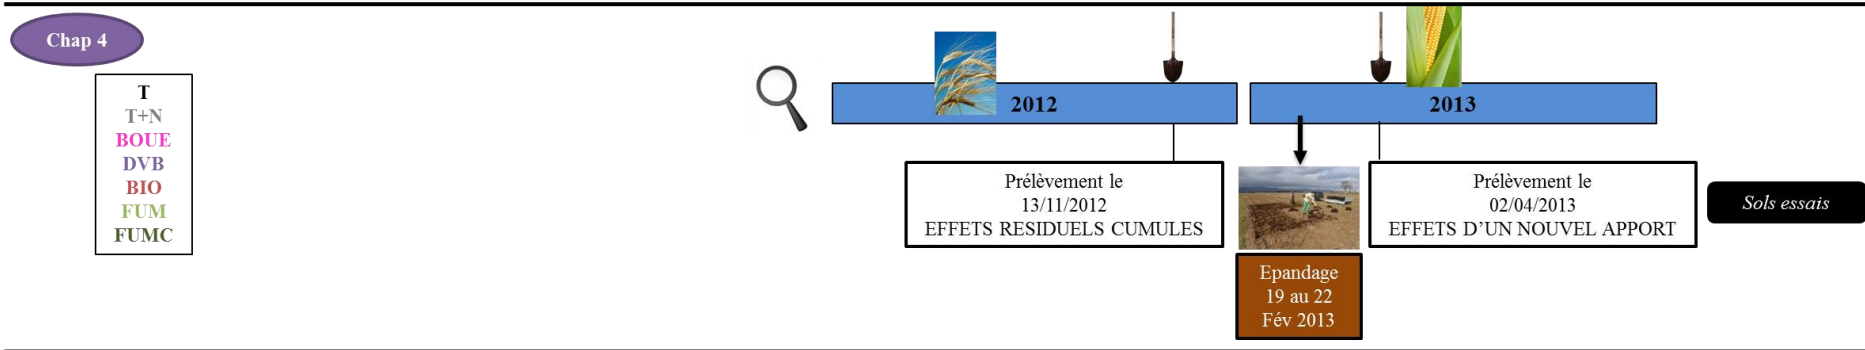 Chap 4
T
T+N
BOUE
DVB
BIO
FUM
FUMC
2012
2013
Prélèvement le
13/11/2012
EFFETS RESIDUELS CUMULES
Prélèvement le
02/04/2013
EFFETS D’UN NOUVEL APPORT
Sols essais
Epandage
19 au 22
Fév 2013